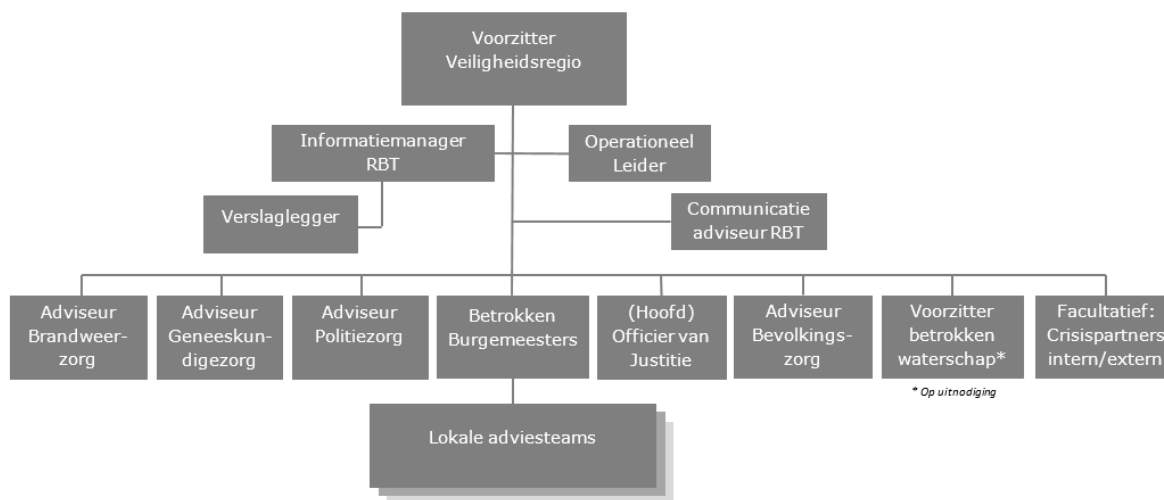 Voorzitter
Veiligheidsregio
Informatiemanager
RBT
Operationeel
Leider
Verslaglegger
Communicatie
adviseur RBT
Adviseur
Brandweer-
zorg
Adviseur
Geneeskun-
digezorg
Adviseur
Politiezorg
Betrokken
Burgemeesters
(Hoofd)
Officier van
Justitie
Adviseur
Bevolkings-
zorg
Voorzitter
betrokken
waterschap*
Facultatief:
Crisispartners
intern/extern
* Op uitnodiging
Lokale adviesteams